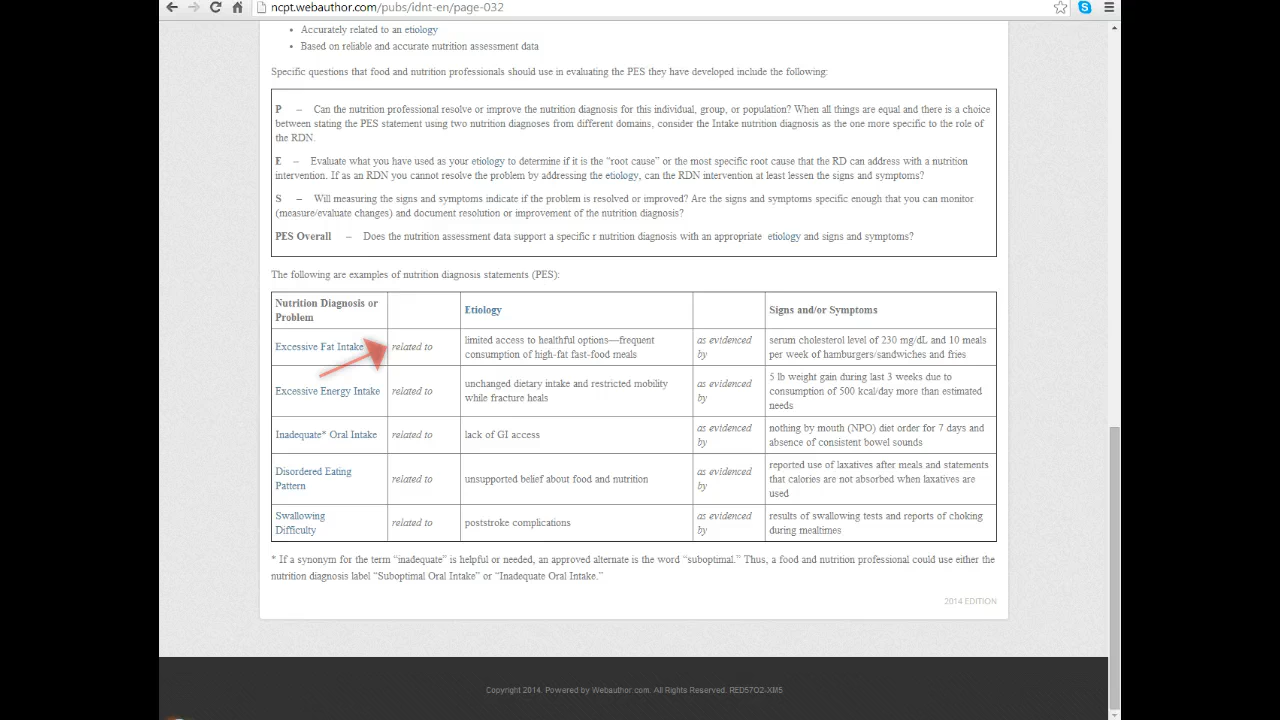 ncpt.webauthor.com/pubs/idnt-en/page-032
• Accurately related to an etiology
• Based on reliable and accurate nutrition assessment data
Specific questions that food and nutrition professionals should use in evaluating the PES they have developed include the following:
P – Can the nutrition professional resolve or improve the nutrition diagnosis for this individual, group, or population? When all things are equal and there is a choice
between stating the PES statement using two nutrition diagnoses from different domains, consider the Intake nutrition diagnosis as the one more specific to the role of
the RDN.
E – Evaluate what you have used as your etiology to determine if it is the “root cause” or the most specific root cause that the RD can address with a nutrition
intervention. If as an RDN you cannot resolve the problem by addressing the etiology, can the RDN intervention at least lessen the signs and symptoms?
S – Will measuring the signs and symptoms indicate if the problem is resolved or improved? Are the signs and symptoms specific enough that you can monitor
(measure/evaluate changes) and document resolution or improvement of the nutrition diagnosis?
PES Overall – Does the nutrition assessment data support a specific r nutrition diagnosis with an appropriate etiology and signs and symptoms?
The following are examples of nutrition diagnosis statements (PES):
Nutrition Diagnosis or
Problem
Etiology
Signs and/or Symptoms
Excessive Fat Intake
related to
limited access to healthful options—frequent
consumption of high-fat fast-food meals
as evidenced
by
serum cholesterol level of 230 mg/dL and 10 meals
per week of hamburgers/sandwiches and fries
Excessive Energy Intake
related to
unchanged dietary intake and restricted mobility
while fracture heals
as evidenced
by
5 lb weight gain during last 3 weeks due to
consumption of 500 kcal/day more than estimated
needs
Inadequate* Oral Intake
related to
lack of GI access
as evidenced
by
nothing by mouth (NPO) diet order for 7 days and
absence of consistent bowel sounds
Disordered Eating
Pattern
related to
unsupported belief about food and nutrition
as evidenced
by
reported use of laxatives after meals and statements
that calories are not absorbed when laxatives are
used
Swallowing
Difficulty
related to
poststroke complications
as evidenced
by
results of swallowing tests and reports of choking
during mealtimes
* If a synonym for the term “inadequate” is helpful or needed, an approved alternate is the word “suboptimal.” Thus, a food and nutrition professional could use either the
nutrition diagnosis label “Suboptimal Oral Intake” or “Inadequate Oral Intake.”
2014 EDITION
Copyright 2014. Powered by Webauthor.com. All Rights Reserved. RED57O2-XM5